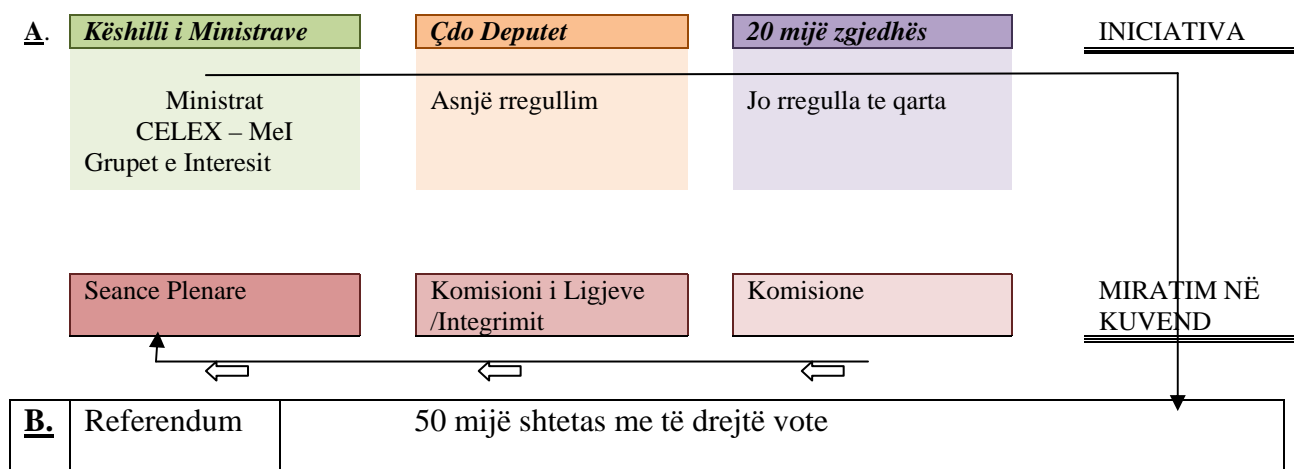 A. Këshilli i Ministrave Çdo Deputet 20 mijë zgjedhës INICIATIVA
Ministrat Asnjë rregullim Jo rregulla te qarta
CELEX – MeI
Grupet e Interesit
Seance Plenare Komisioni i Ligjeve Komisione MIRATIM NË
/Integrimit KUVEND
B. Referendum 50 mijë shtetas me të drejtë vote